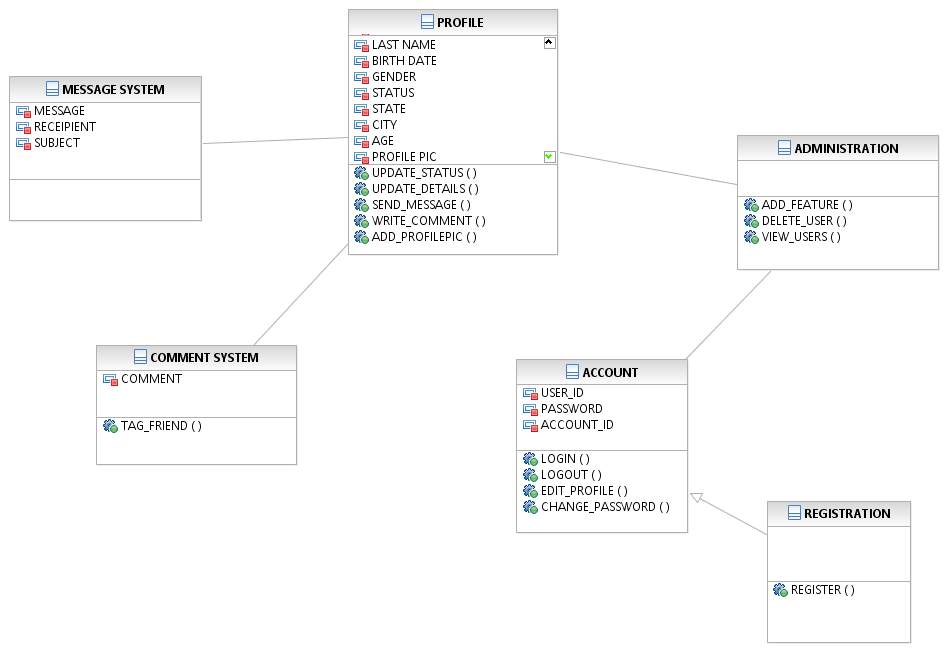 PROFILE
LAST NAME
BIRTH DATE
GENDER
STATUS
STATE
CITY
AGE
PROFILE PIC
UPDATE_STATUS ( )
UPDATE_DETAILS ( )
SEND_MESSAGE ( )
WRITE_COMMENT ( )
ADD_PROFILEPIC ( )
MESSAGE SYSTEM
MESSAGE
RECEIPIENT
SUBJECT
ADMINISTRATION
ADD_FEATURE ( )
DELETE_USER ( )
VIEW_USERS ( )
COMMENT SYSTEM
COMMENT
TAG_FRIEND ( )
ACCOUNT
USER_ID
PASSWORD
ACCOUNT_ID
LOGIN ( )
LOGOUT ( )
EDIT_PROFILE ( )
CHANGE_PASSWORD ( )
REGISTRATION
REGISTER ( )